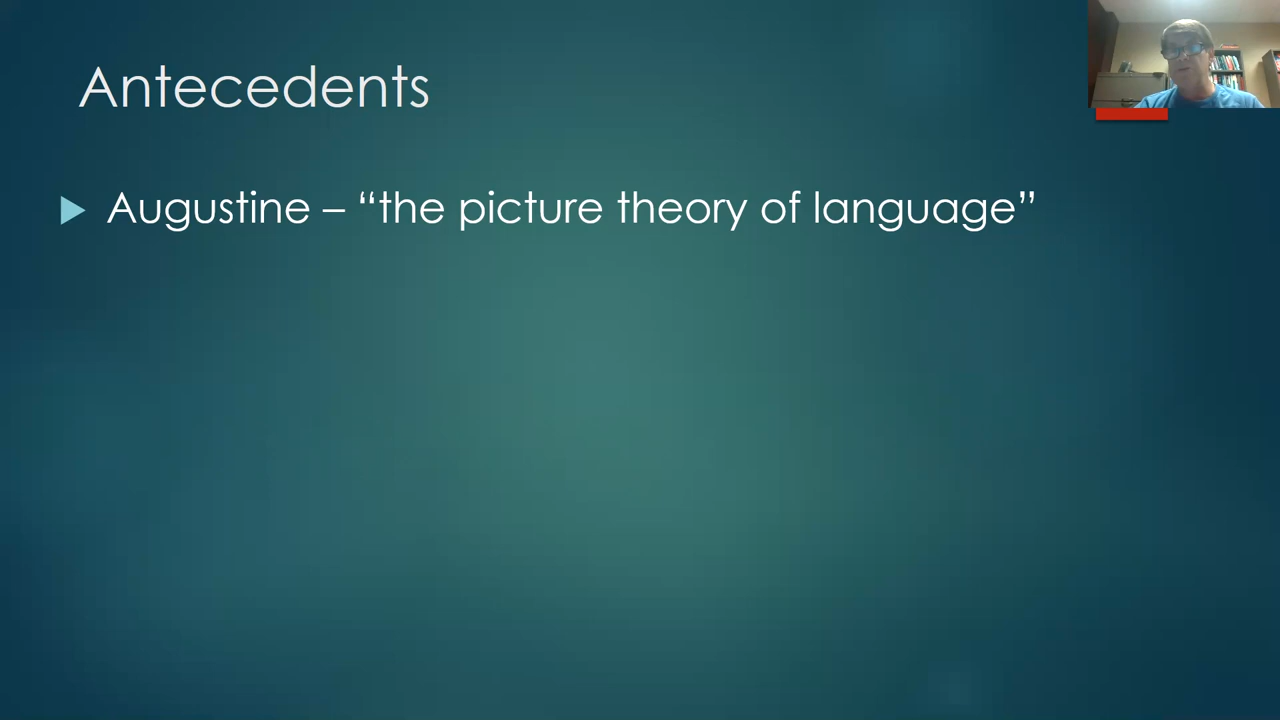 Antecedents
Augustine – “the picture theory of language”